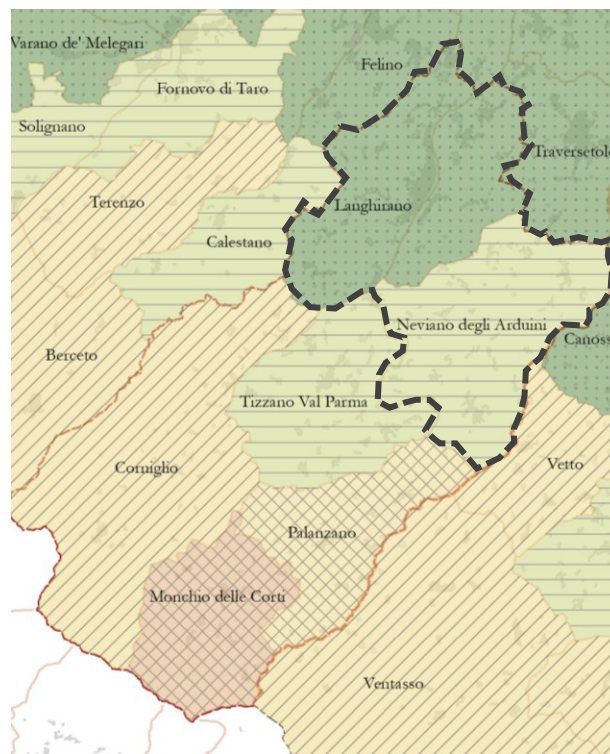 Varano de' Melegari
Felino
Fornovo di Taro
Solignano
Traversetolo
Terenzo
Langhirano
Calestano
Neviano degli Arduini
Canoss
Berceto
Tizzano Val Parma
Corniglio
Vetto
Palanzano
Monchio delle Corti
Ventasso